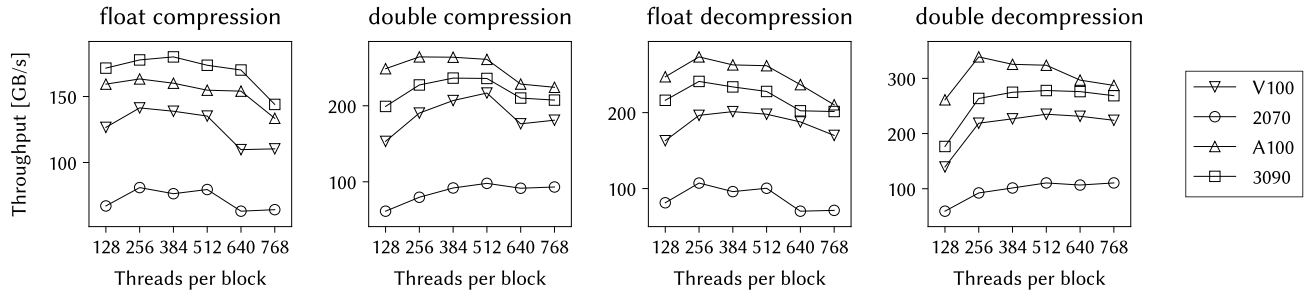 float compression
double compression
float decompression
double decompression
Throughput [GB/s]
150
100
128 256 384 512 640 768
Threads per block
200
100
128 256 384 512 640 768
Threads per block
200
100
128 256 384 512 640 768
Threads per block
300
200
100
128 256 384 512 640 768
Threads per block
V100
2070
A100
3090